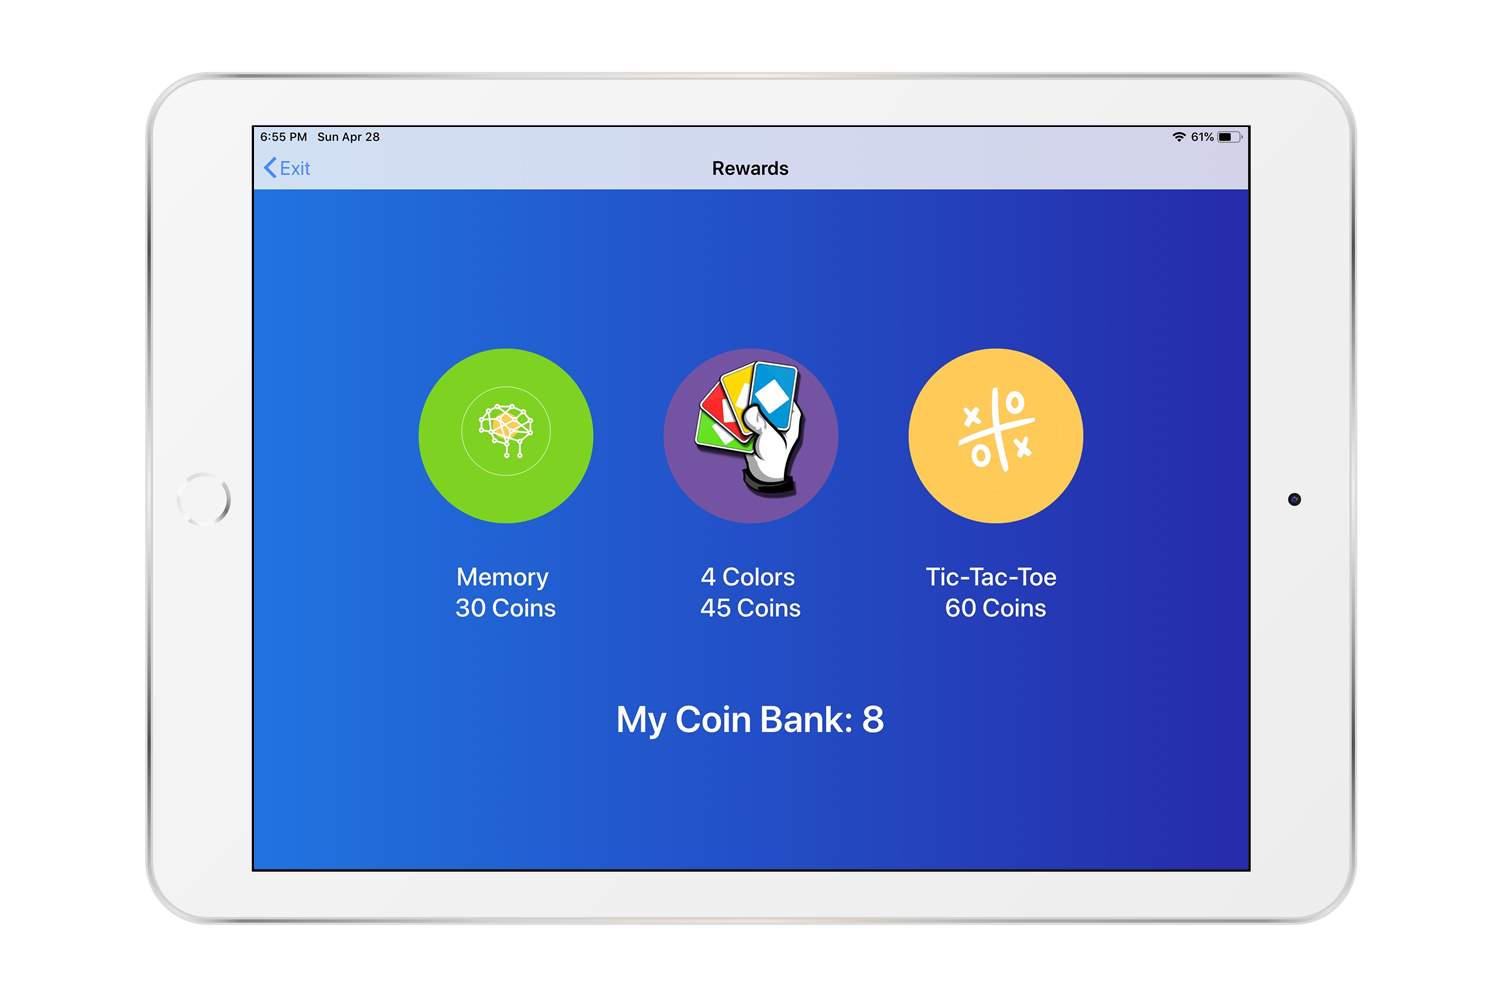 6:55 PM Sun Apr 28
61%
Exit
Rewards
Memory
30 Coins
4 Colors
45 Coins
Tic-Tac-Toe
60 Coins
My Coin Bank: 8